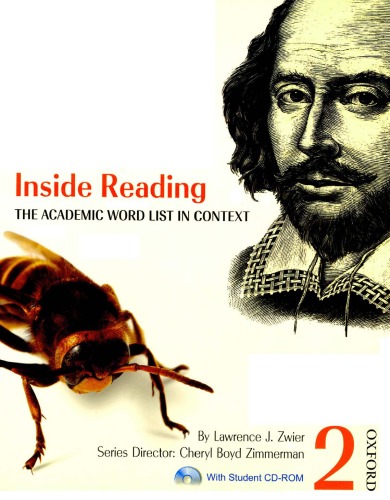 Inside Reading
THE ACADEMIC WORD LIST IN CONTEXT
By Lawrence J. Zwier
Series Director: Cheryl Boyd Zimmerman
With Student CD-ROM
2
OXFORD